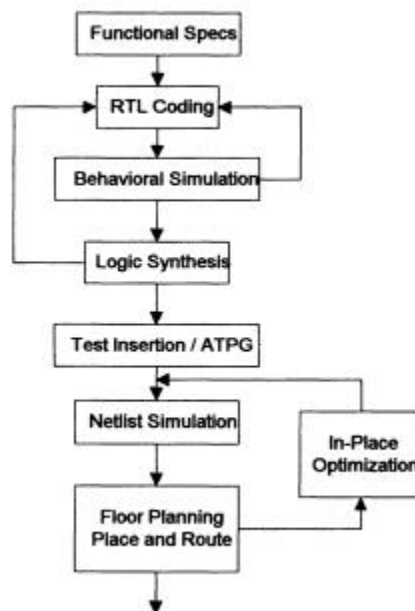 Functional Specs
RTL Coding
Behavioral Simulation
Logic Synthesis
Test Insertion / ATPG
Netlist Simulation
In-Place
Optimization
Floor Planning
Place and Route